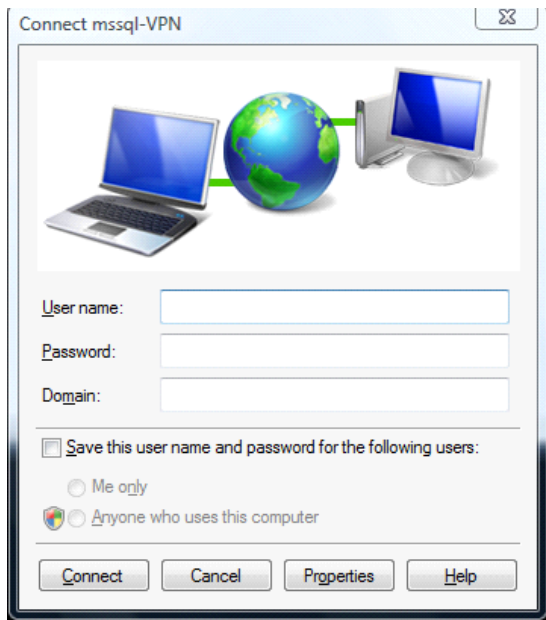 Connect mssql-VPN
User name:
Password:
Domain:
Save this user name and password for the following users:
Me only
Anyone who uses this computer
Connect Cancel Properties Help